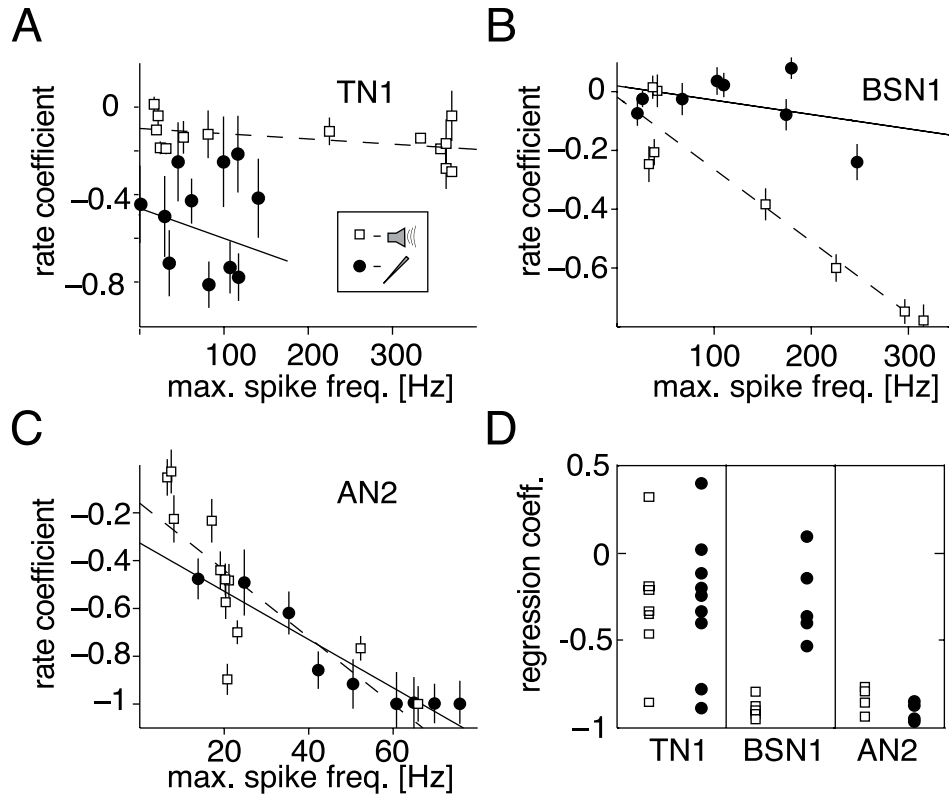 A
TN1
rate coefficient
0
−0.4
−0.8
100
200
300
max. spike freq. [Hz]
B
BSN1
rate coefficient
0
−0.2
−0.4
−0.6
100
200
300
max. spike freq. [Hz]
C
AN2
rate coefficient
−0.2
−0.4
−0.6
−0.8
−1
20
40
60
max. spike freq. [Hz]
D
regression coeff.
0.5
0
-0.5
−1
TN1
BSN1
AN2